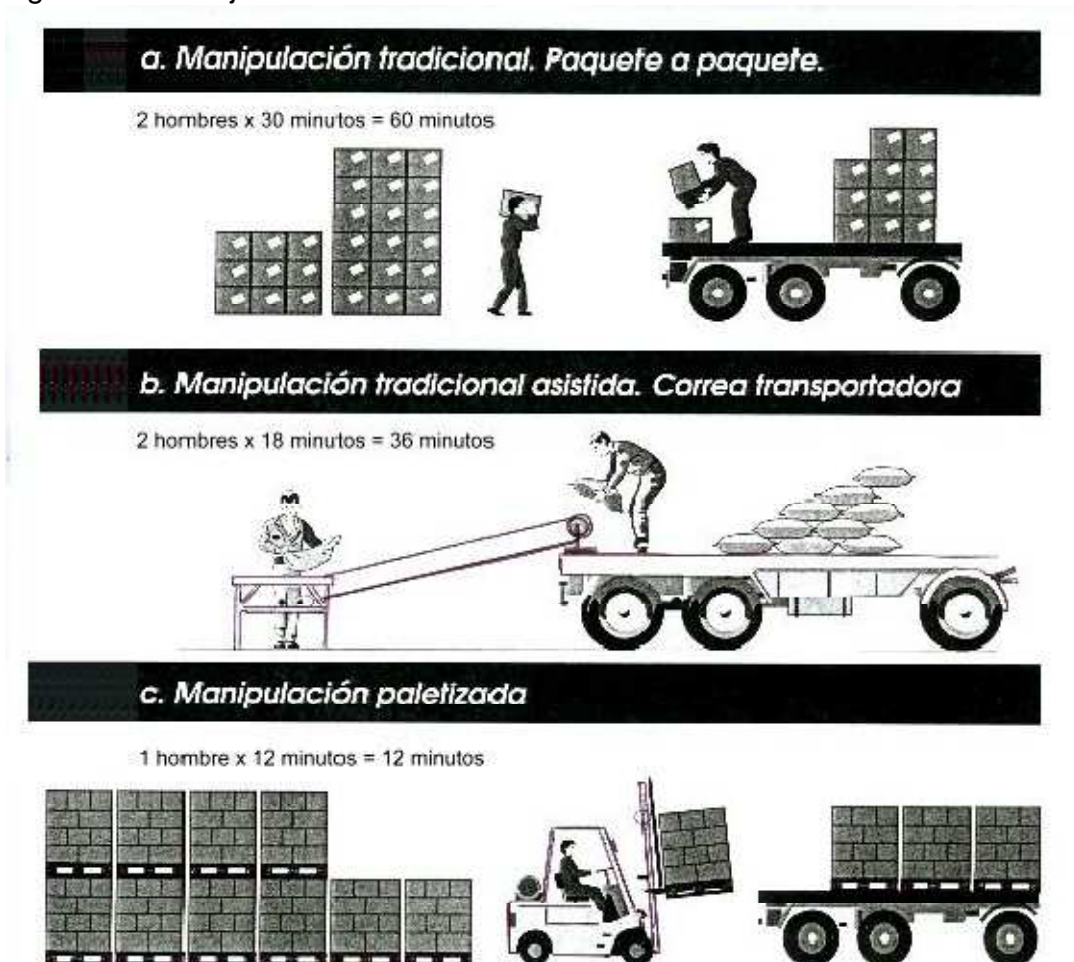 a. Manipulación tradicional. Paquete a paquete.
2 hombres x 30 minutos = 60 minutos
b. Manipulación tradicional asistida. Correa transportadora
2 hombres x 18 minutos = 36 minutos
c. Manipulación paletizada
1 hombre x 12 minutos = 12 minutos